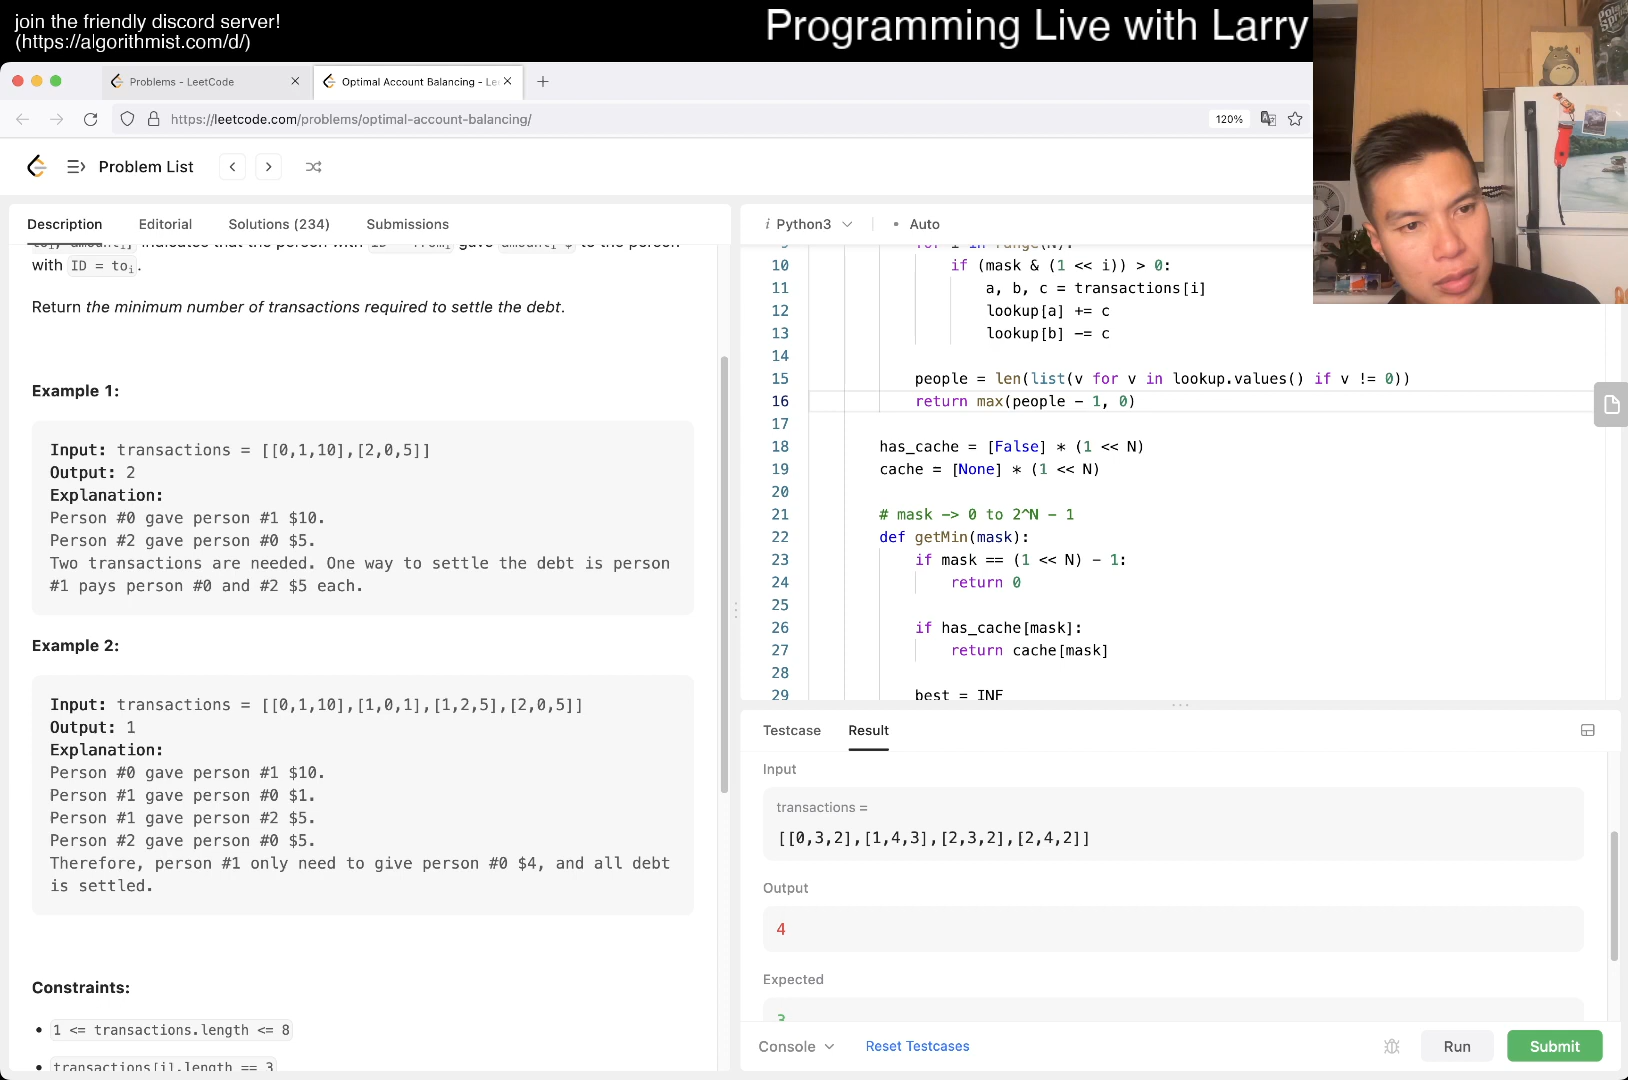 join the friendly discord server!
(https://algorithmist.com/d/)
Programming Live with Larry
Problems - LeetCode
Optimal Account Balancing - Le
https://leetcode.com/problems/optimal-account-balancing/
120%
Problem List
Description
Editorial
Solutions (234)
Submissions
with ID = toᵢ.
Return the minimum number of transactions required to settle the debt.
Example 1:
Input: transactions = [[0,1,10],[2,0,5]]
Output: 2
Explanation:
Person #0 gave person #1 $10.
Person #2 gave person #0 $5.
Two transactions are needed. One way to settle the debt is person
#1 pays person #0 and #2 $5 each.
Example 2:
Input: transactions = [[0,1,10],[1,0,1],[1,2,5],[2,0,5]]
Output: 1
Explanation:
Person #0 gave person #1 $10.
Person #1 gave person #0 $1.
Person #1 gave person #2 $5.
Person #2 gave person #0 $5.
Therefore, person #1 only need to give person #0 $4, and all debt
is settled.
Constraints:
• 1 <= transactions.length <= 8
• transactions[i].length == 3
i Python3
• Auto
9 for i in range(N):
10 if (mask & (1 << i)) > 0:
11 a, b, c = transactions[i]
12 lookup[a] += c
13 lookup[b] -= c
14
15 people = len(list(v for v in lookup.values() if v != 0))
16 return max(people - 1, 0)
17
18 has_cache = [False] * (1 << N)
19 cache = [None] * (1 << N)
20
21 # mask -> 0 to 2^N - 1
22 def getMin(mask):
23 if mask == (1 << N) - 1:
24 return 0
25
26 if has_cache[mask]:
27 return cache[mask]
28
29 best = INF
Testcase
Result
Input
transactions =
[[0,3,2],[1,4,3],[2,3,2],[2,4,2]]
Output
4
Expected
3
Console
Reset Testcases
Run
Submit